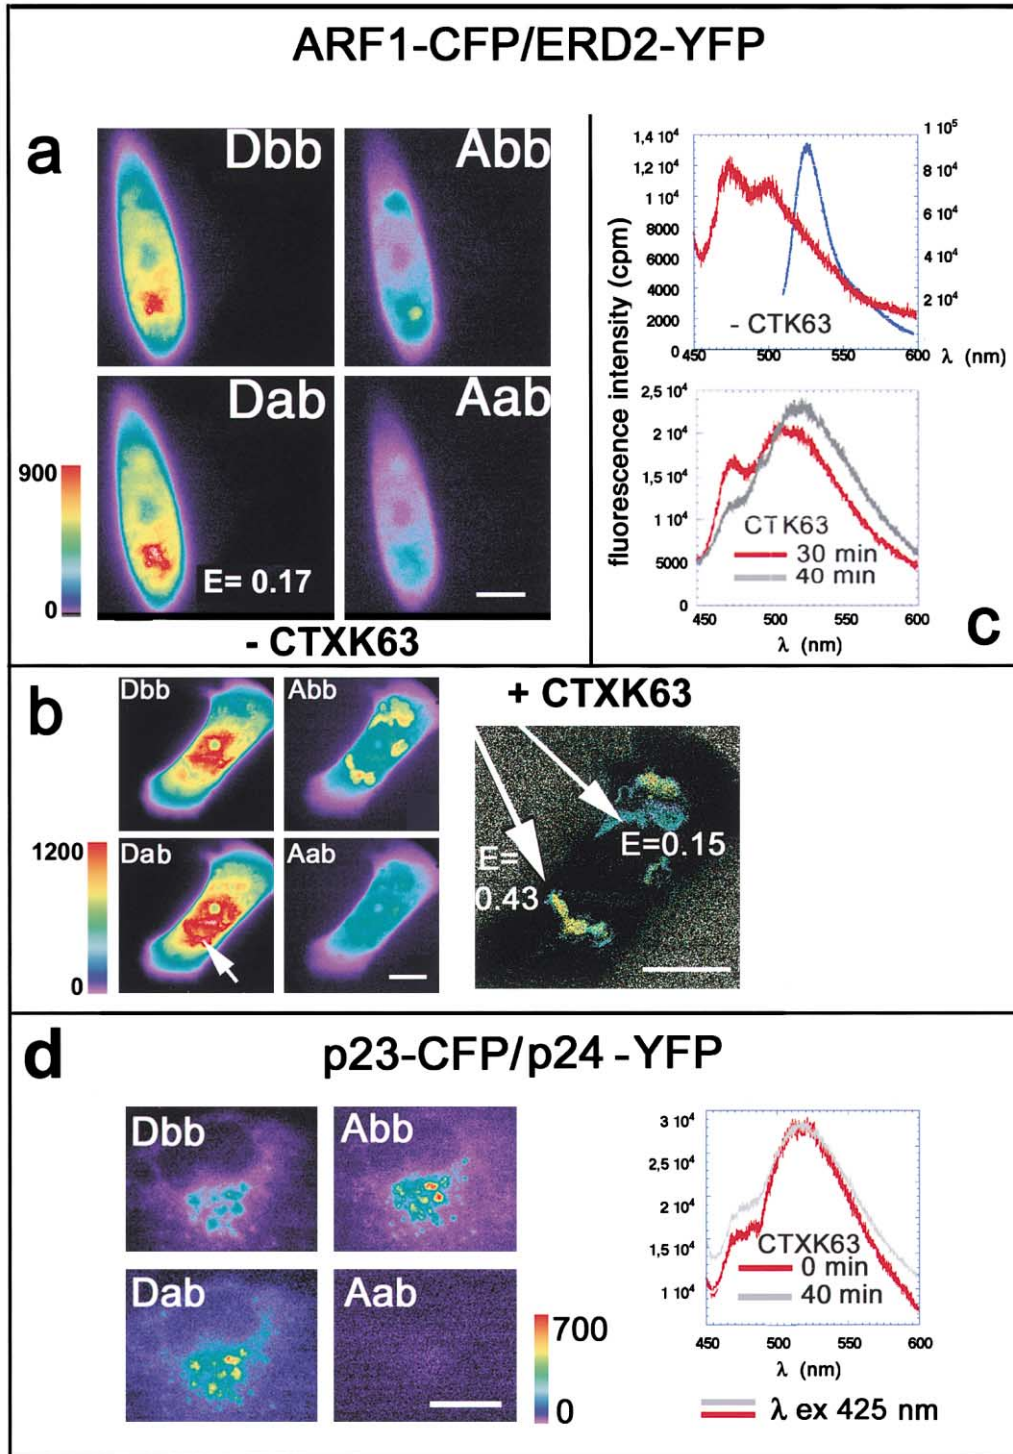 ARF1-CFP/ERD2-YFP
a
Dbb
Abb
Dab
Aab
900
0
E= 0.17
- CTXK63
fluorescence intensity (cpm)
1,4 10⁴
1,2 10⁴
1 10⁴
8000
6000
4000
2000
0
1 10⁵
8 10⁴
6 10⁴
4 10⁴
2 10⁴
- CTK63
450
500
550
600
λ (nm)
2,5 10⁴
2 10⁴
1,5 10⁴
1 10⁴
5000
0
CTK63
30 min
40 min
450
500
550
600
λ (nm)
c
b
Dbb
Abb
Dab
Aab
1200
0
+ CTXK63
E=0.15
E=
0.43
d
p23-CFP/p24 -YFP
Dbb
Abb
Dab
Aab
700
0
3 10⁴
2,5 10⁴
2 10⁴
1,5 10⁴
1 10⁴
CTXK63
0 min
40 min
450
500
550
600
λ (nm)
λ ex 425 nm